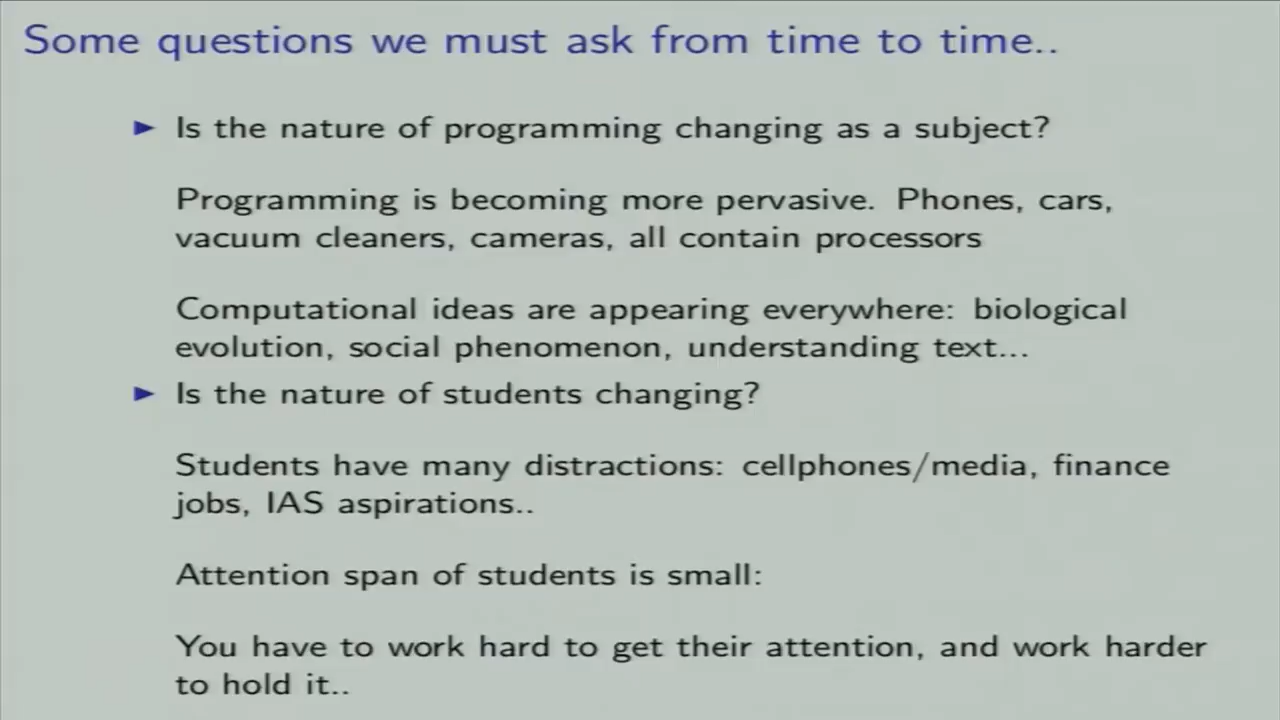 Some questions we must ask from time to time..
Is the nature of programming changing as a subject?
Programming is becoming more pervasive. Phones, cars,
vacuum cleaners, cameras, all contain processors
Computational ideas are appearing everywhere: biological
evolution, social phenomenon, understanding text...
Is the nature of students changing?
Students have many distractions: cellphones/media, finance
jobs, IAS aspirations..
Attention span of students is small:
You have to work hard to get their attention, and work harder
to hold it..